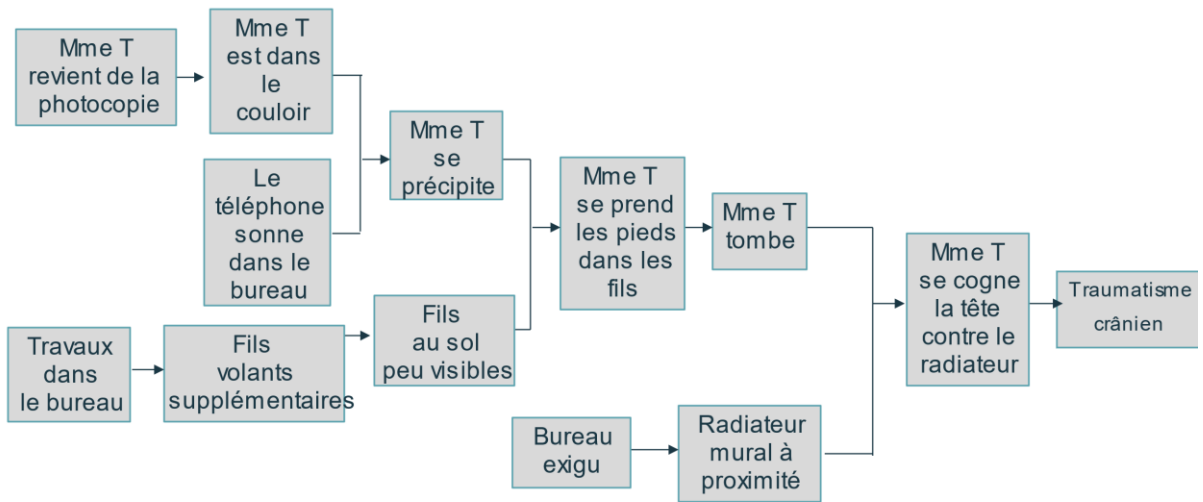 Mme T
revient de la
photocopie
Mme T
est dans
le
couloir
Le
téléphone
sonne
dans le
bureau
Mme T
se
précipite
Travaux
dans
le bureau
Fils
volants
supplémentaires
Fils
au sol
peu visibles
Mme T
se prend
les pieds
dans les
fils
Mme T
tombe
Bureau
exigu
Radiateur
mural à
proximité
Mme T
se cogne
la tête
contre le
radiateur
Traumatisme
crânien